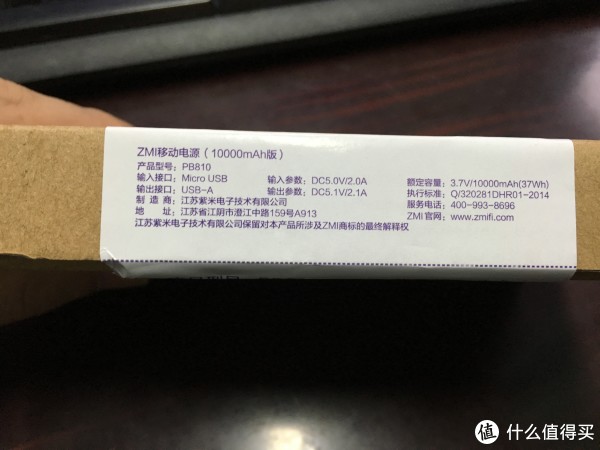 ZMI移动电源（10000mAh版）
产品型号：PB810
输入接口：Micro USB 输入参数：DC5.0V/2.0A 额定容量：3.7V/10000mAh(37Wh)
输出接口：USB-A 输出参数：DC5.1V/2.1A 执行标准：Q/320281DHR01-2014
制 造 商：江苏紫米电子技术有限公司 服务电话：400-993-8696
地 址：江苏省江阴市澄江中路159号A913 ZMI 官网：www.zmifi.com
江苏紫米电子技术有限公司保留对本产品所涉及ZMI商标的最终解释权
值 什么值得买